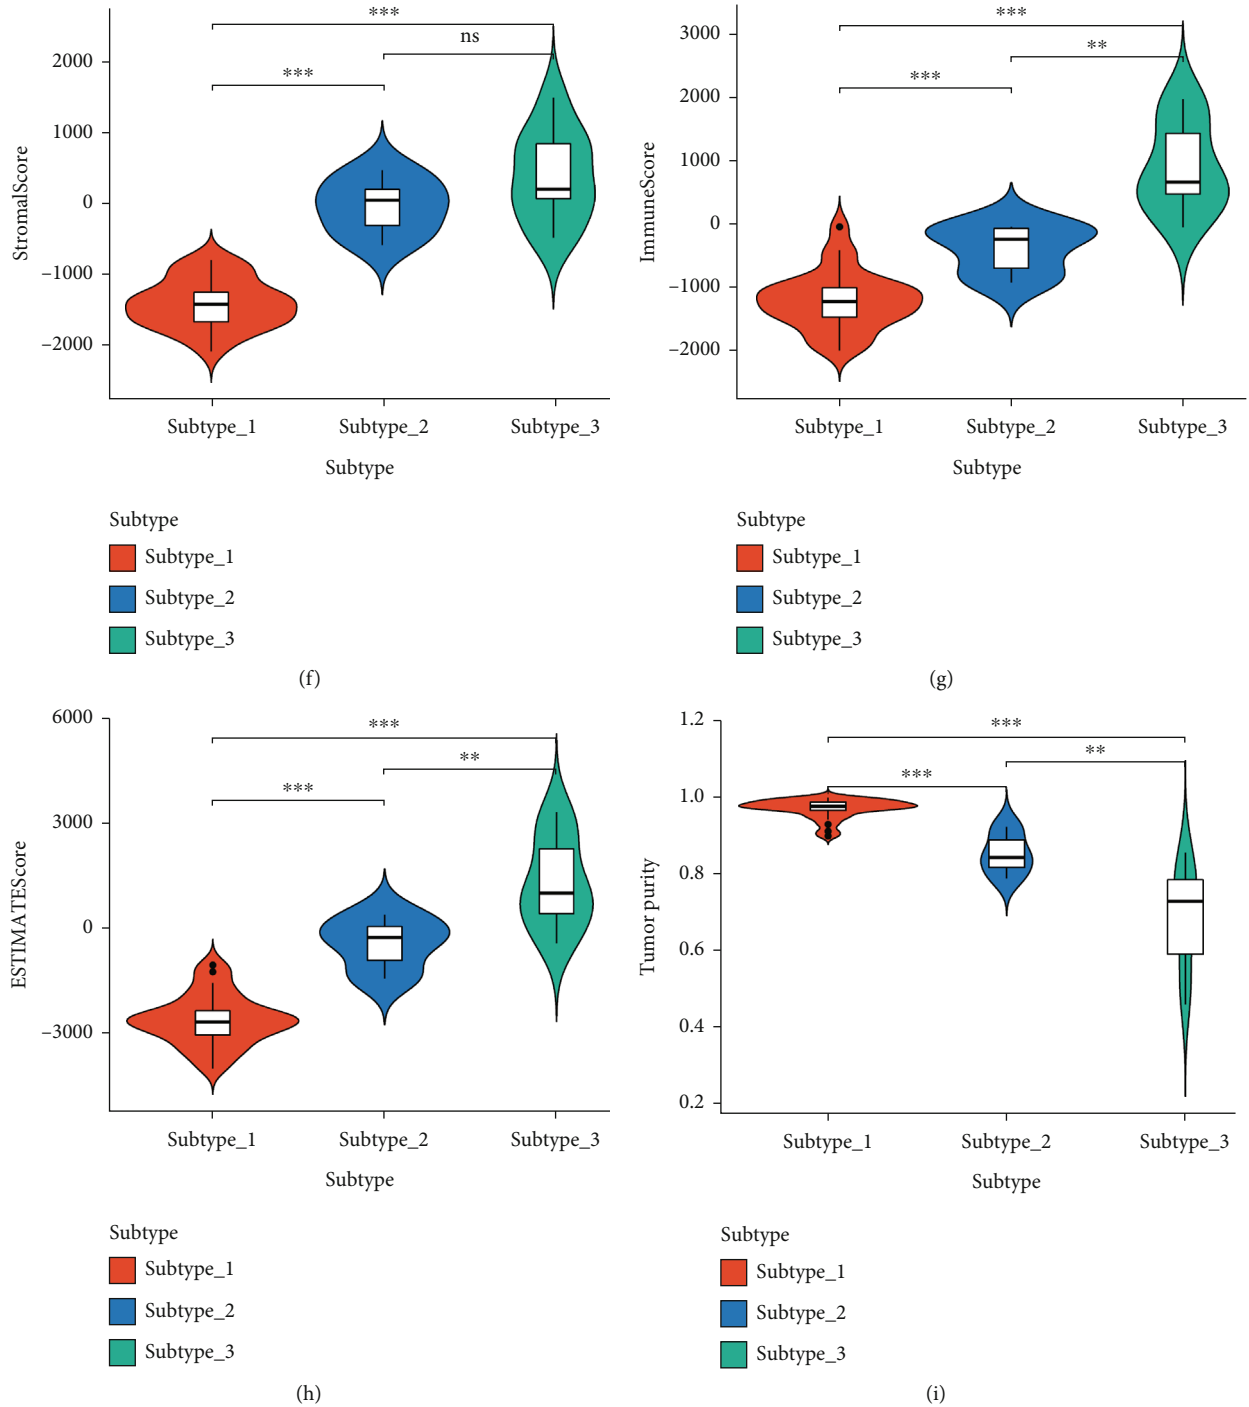 ***
ns
***
2000
1000
0
–1000
–2000
StromalScore
Subtype_1 Subtype_2 Subtype_3
Subtype
Subtype
Subtype_1
Subtype_2
Subtype_3
(f)
***
**
***
3000
2000
1000
0
–1000
–2000
ImmuneScore
Subtype_1 Subtype_2 Subtype_3
Subtype
Subtype
Subtype_1
Subtype_2
Subtype_3
(g)
***
**
***
6000
3000
0
–3000
ESTIMATEScore
Subtype_1 Subtype_2 Subtype_3
Subtype
Subtype
Subtype_1
Subtype_2
Subtype_3
(h)
***
**
***
1.2
1.0
0.8
0.6
0.4
0.2
Tumor purity
Subtype_1 Subtype_2 Subtype_3
Subtype
Subtype
Subtype_1
Subtype_2
Subtype_3
(i)